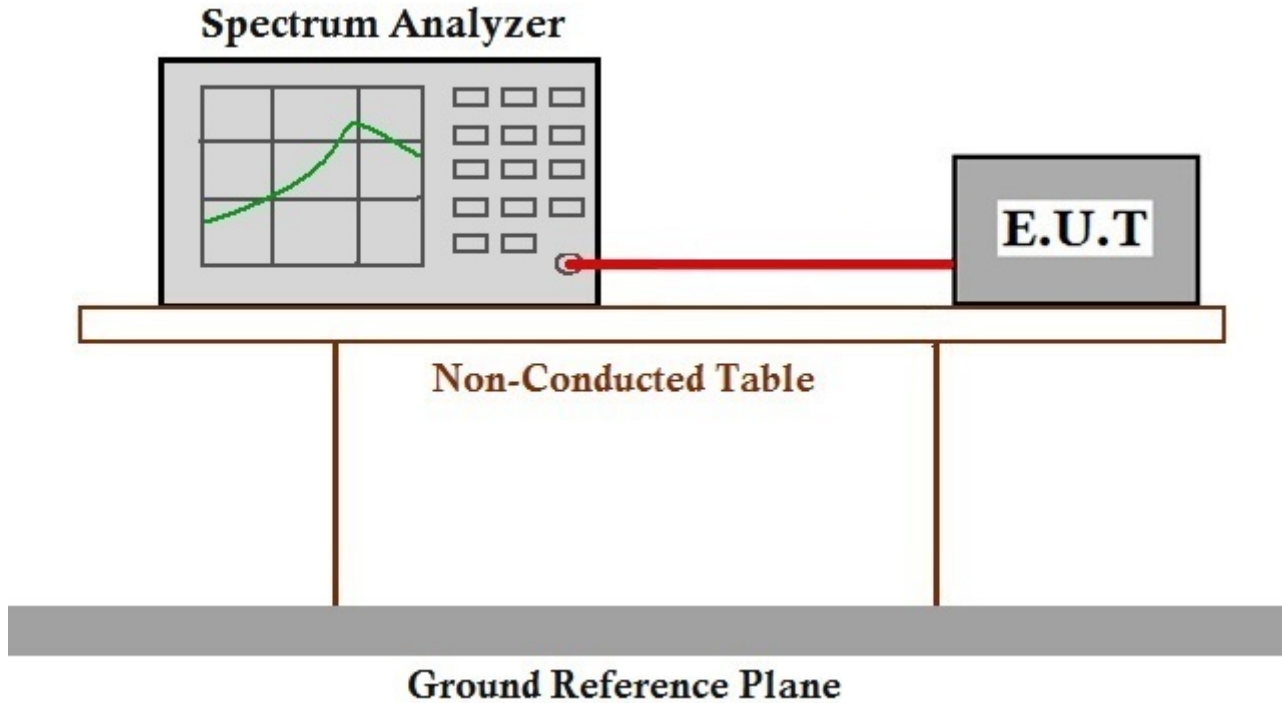 Spectrum Analyzer
E.U.T
Non-Conducted Table
Ground Reference Plane